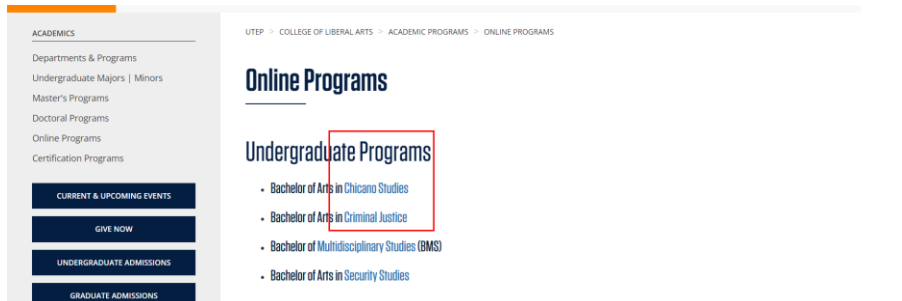 ACADEMICS
Departments & Programs
Undergraduate Majors | Minors
Master's Programs
Doctoral Programs
Online Programs
Certification Programs
CURRENT & UPCOMING EVENTS
GIVE NOW
UNDERGRADUATE ADMISSIONS
GRADUATE ADMISSIONS
UTEP > COLLEGE OF LIBERAL ARTS > ACADEMIC PROGRAMS > ONLINE PROGRAMS
Online Programs
Undergraduate Programs
• Bachelor of Arts in Chicano Studies
• Bachelor of Arts in Criminal Justice
• Bachelor of Multidisciplinary Studies (BMS)
• Bachelor of Arts in Security Studies